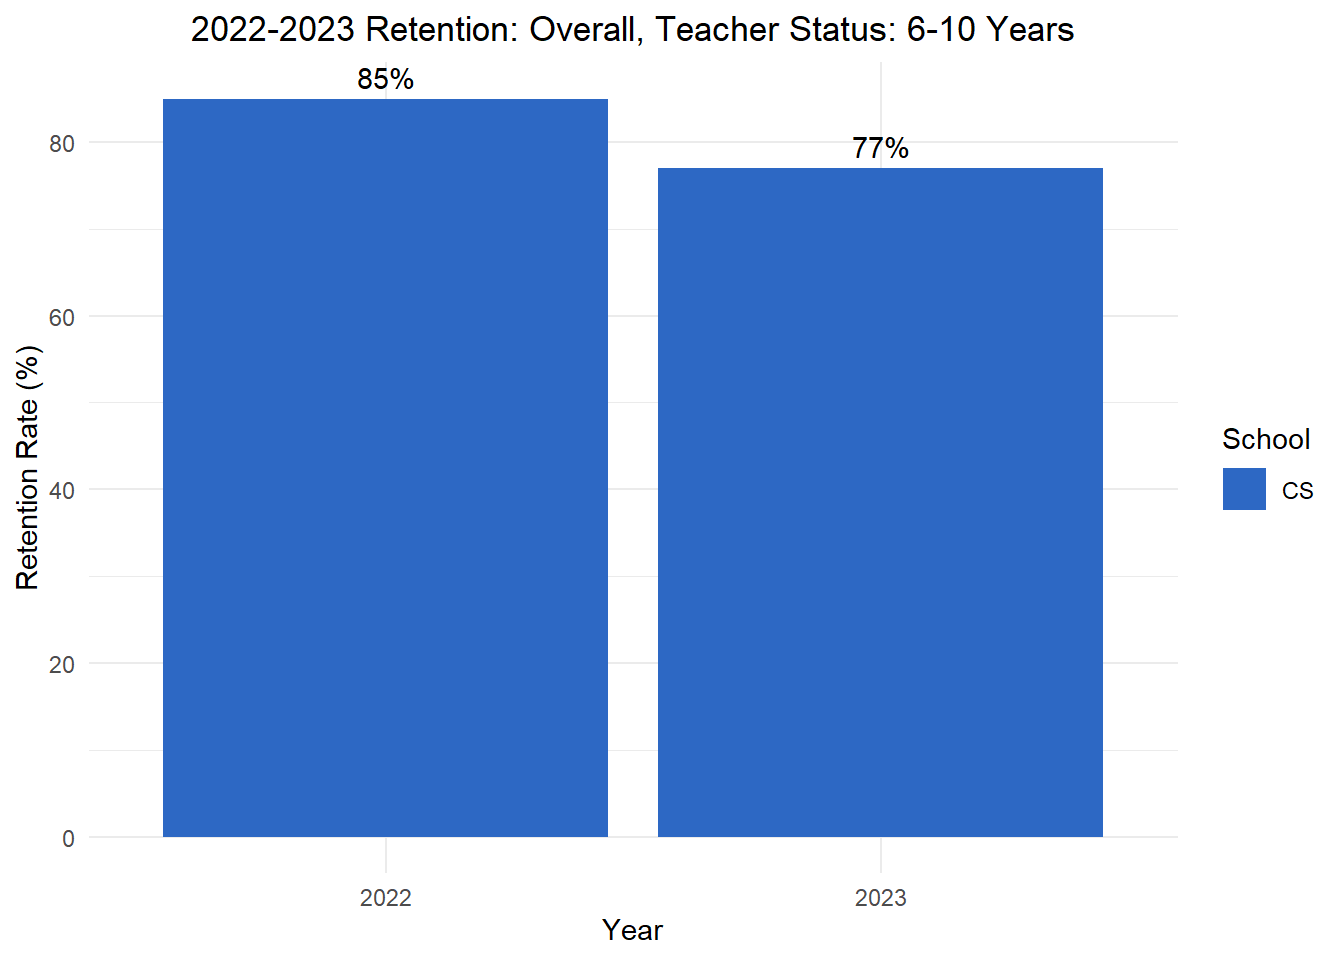 2022-2023 Retention: Overall, Teacher Status: 6-10 Years
85%
77%
80
60
40
20
0
Retention Rate (%)
2022
2023
Year
School
CS